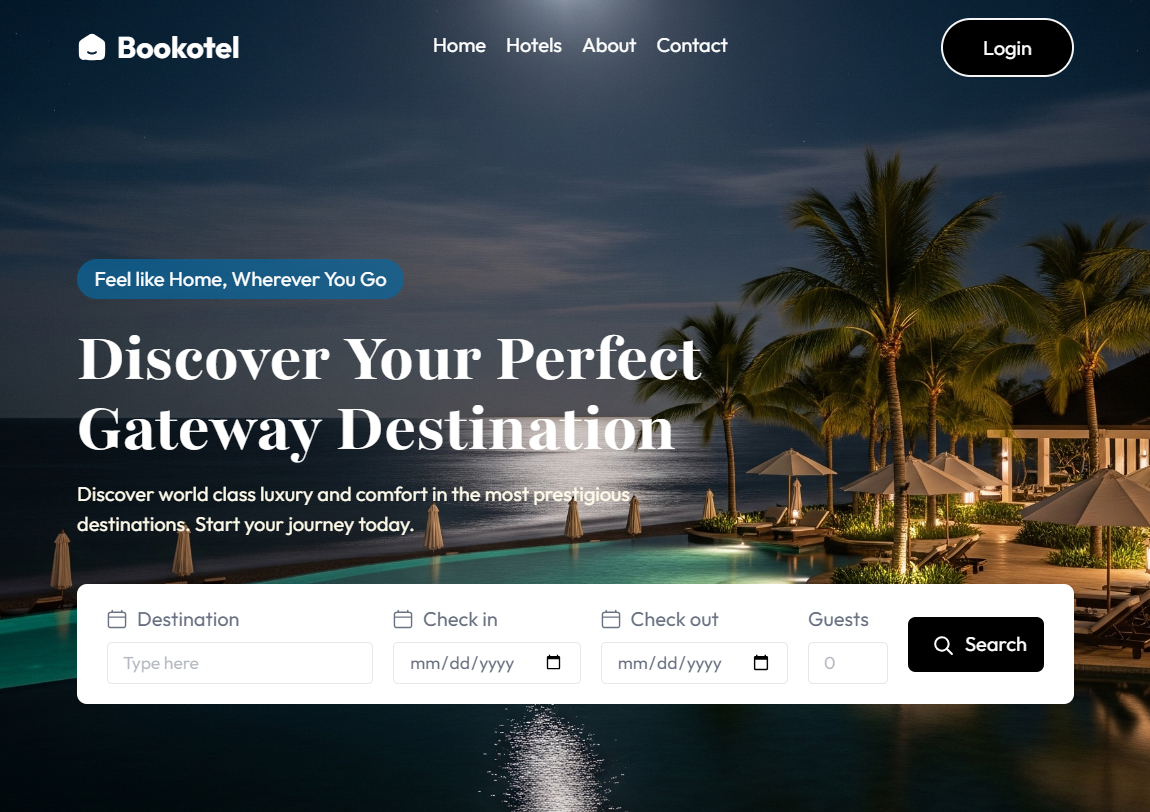 Bookotel
Home Hotels About Contact
Login
Feel like Home, Wherever You Go
Discover Your Perfect
Gateway Destination
Discover world class luxury and comfort in the most prestigious
destinations. Start your journey today.
Destination Check in Check out Guests
Type here mm/dd/yyyy mm/dd/yyyy 0
Search